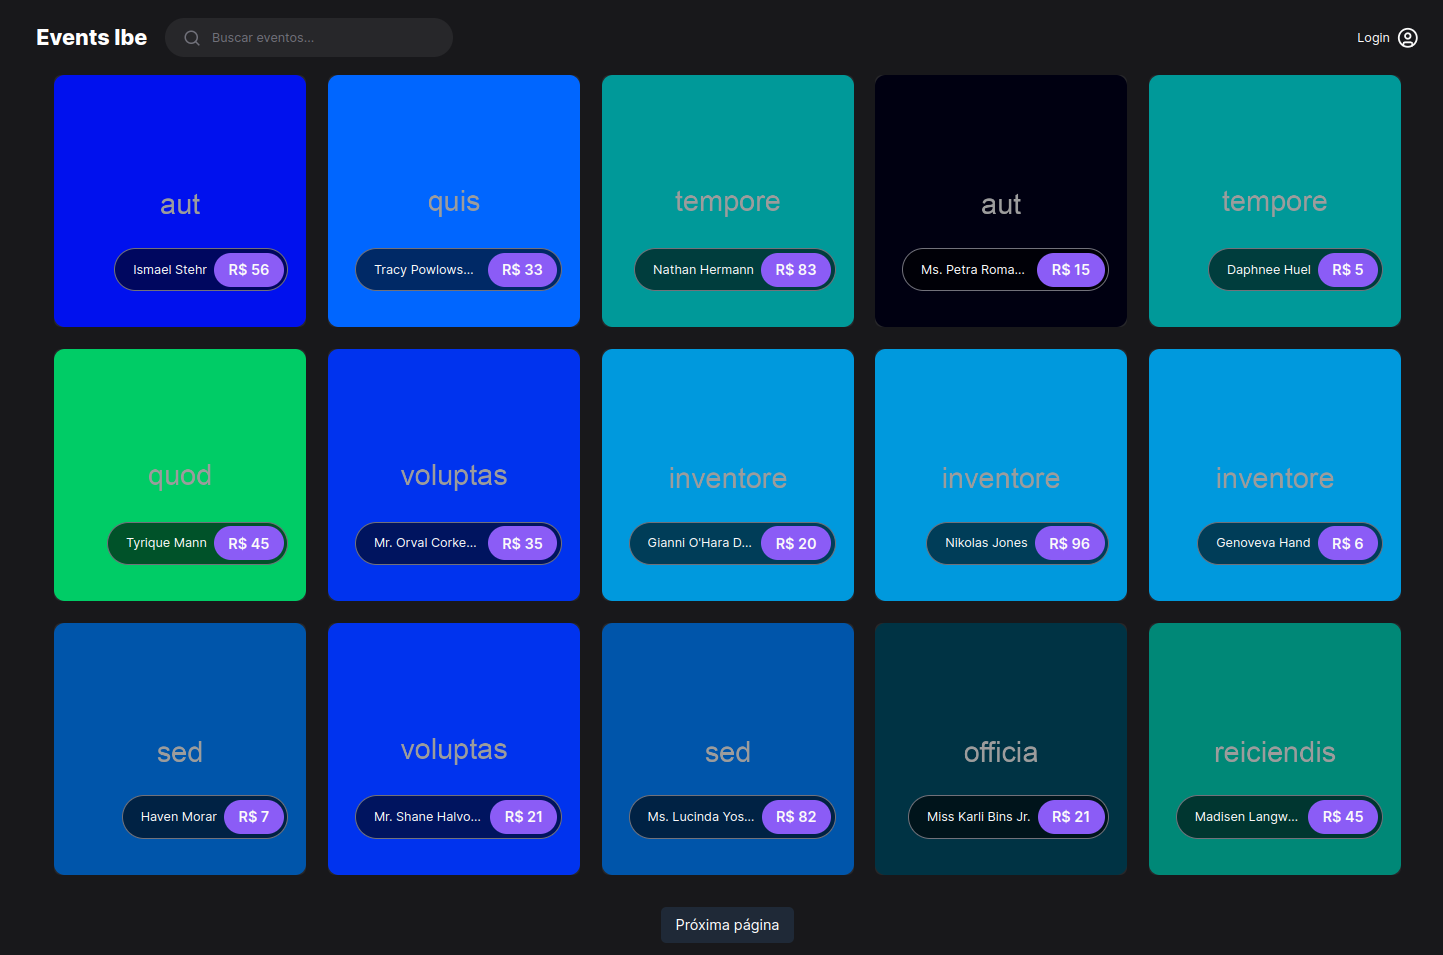 Events Ibe
Buscar eventos...
Login
aut
Ismael Stehr R$ 56
quis
Tracy Powlows... R$ 33
tempore
Nathan Hermann R$ 83
aut
Ms. Petra Roma... R$ 15
tempore
Daphnee Huel R$ 5
quod
Tyrique Mann R$ 45
voluptas
Mr. Orval Corke... R$ 35
inventore
Gianni O'Hara D... R$ 20
inventore
Nikolas Jones R$ 96
inventore
Genoveva Hand R$ 6
sed
Haven Morar R$ 7
voluptas
Mr. Shane Halvo... R$ 21
sed
Ms. Lucinda Yos... R$ 82
officia
Miss Karli Bins Jr. R$ 21
reiciendis
Madisen Langw... R$ 45
Próxima página